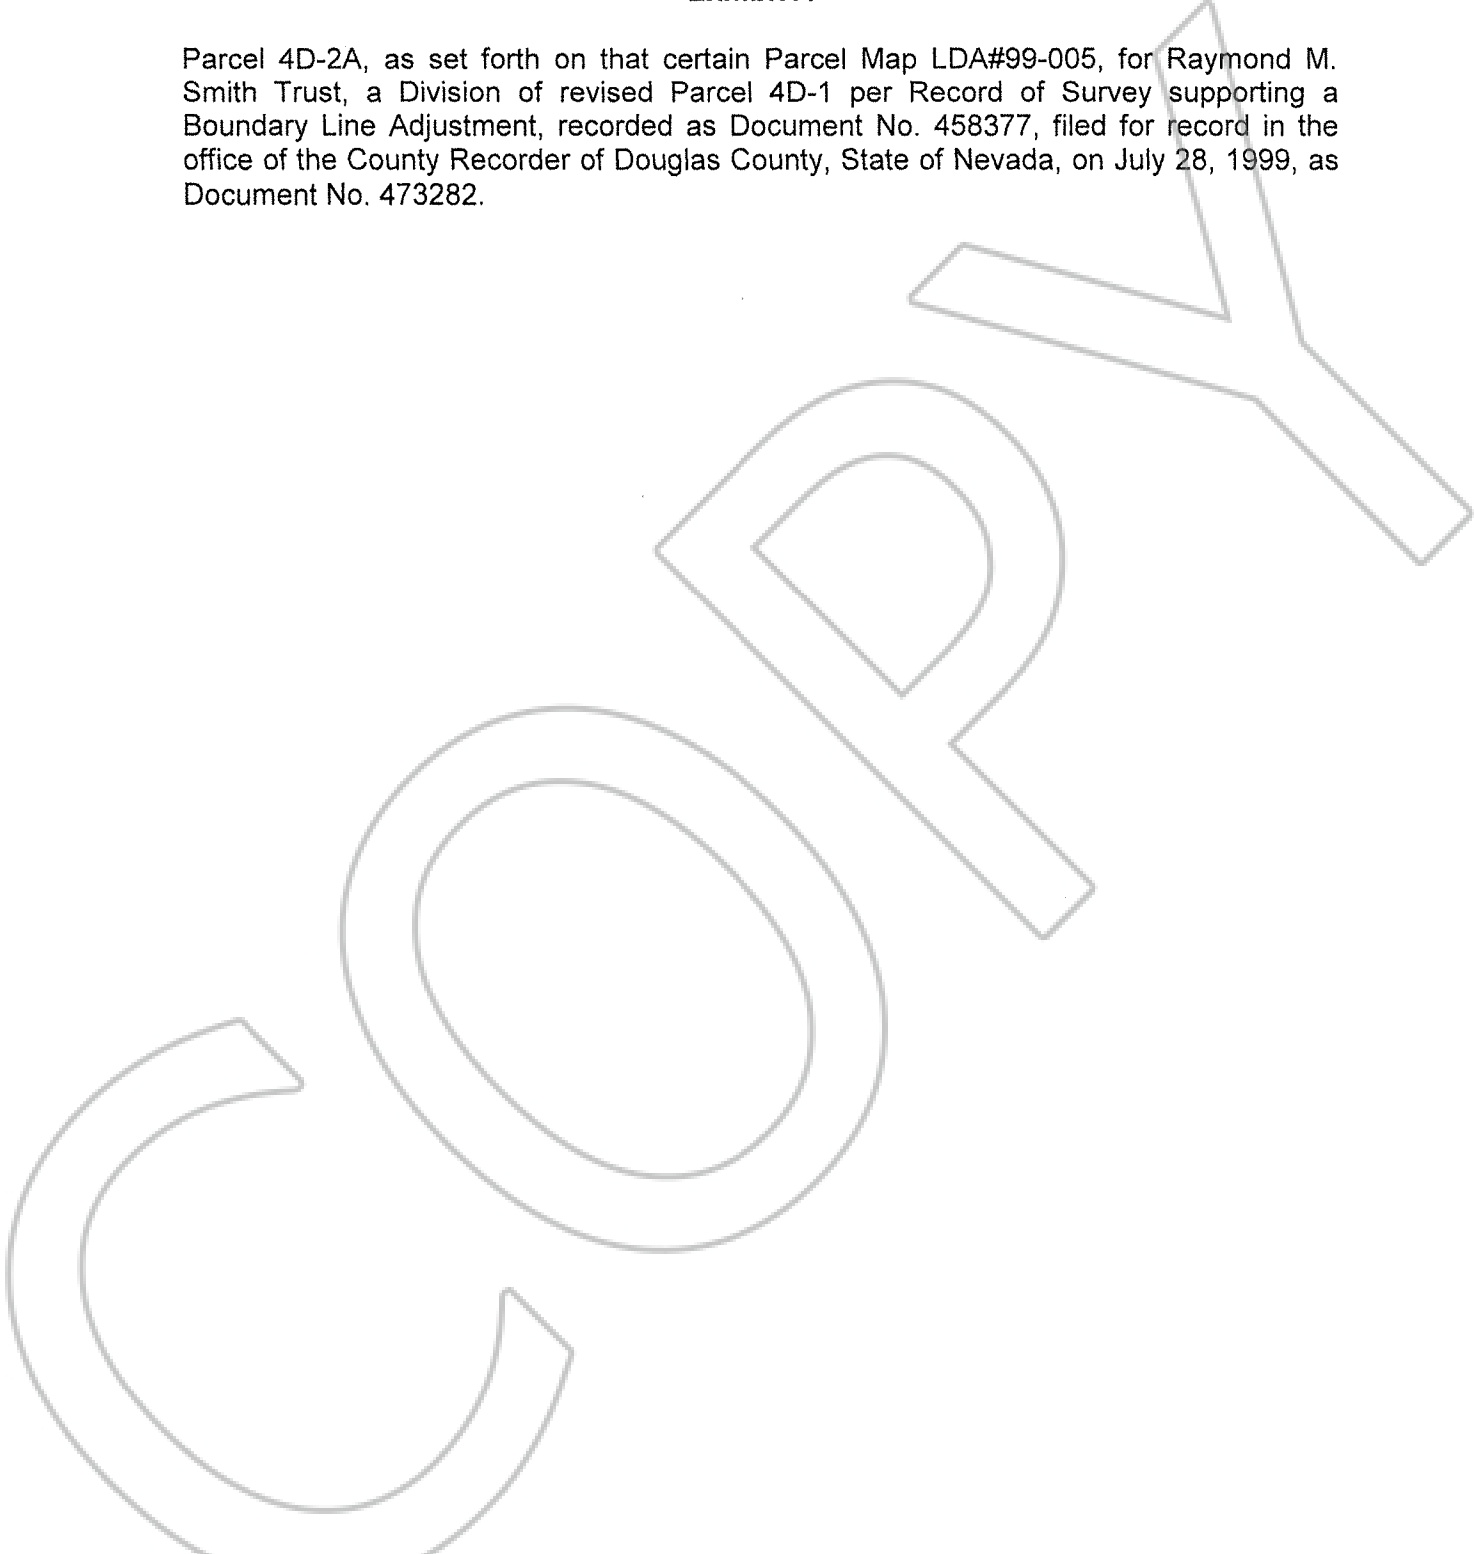 Parcel 4D-2A, as set forth on that certain Parcel Map LDA#99-005, for Raymond M.
Smith Trust, a Division of revised Parcel 4D-1 per Record of Survey supporting a
Boundary Line Adjustment, recorded as Document No. 458377, filed for record in the
office of the County Recorder of Douglas County, State of Nevada, on July 28, 1999, as
Document No. 473282.
COPY